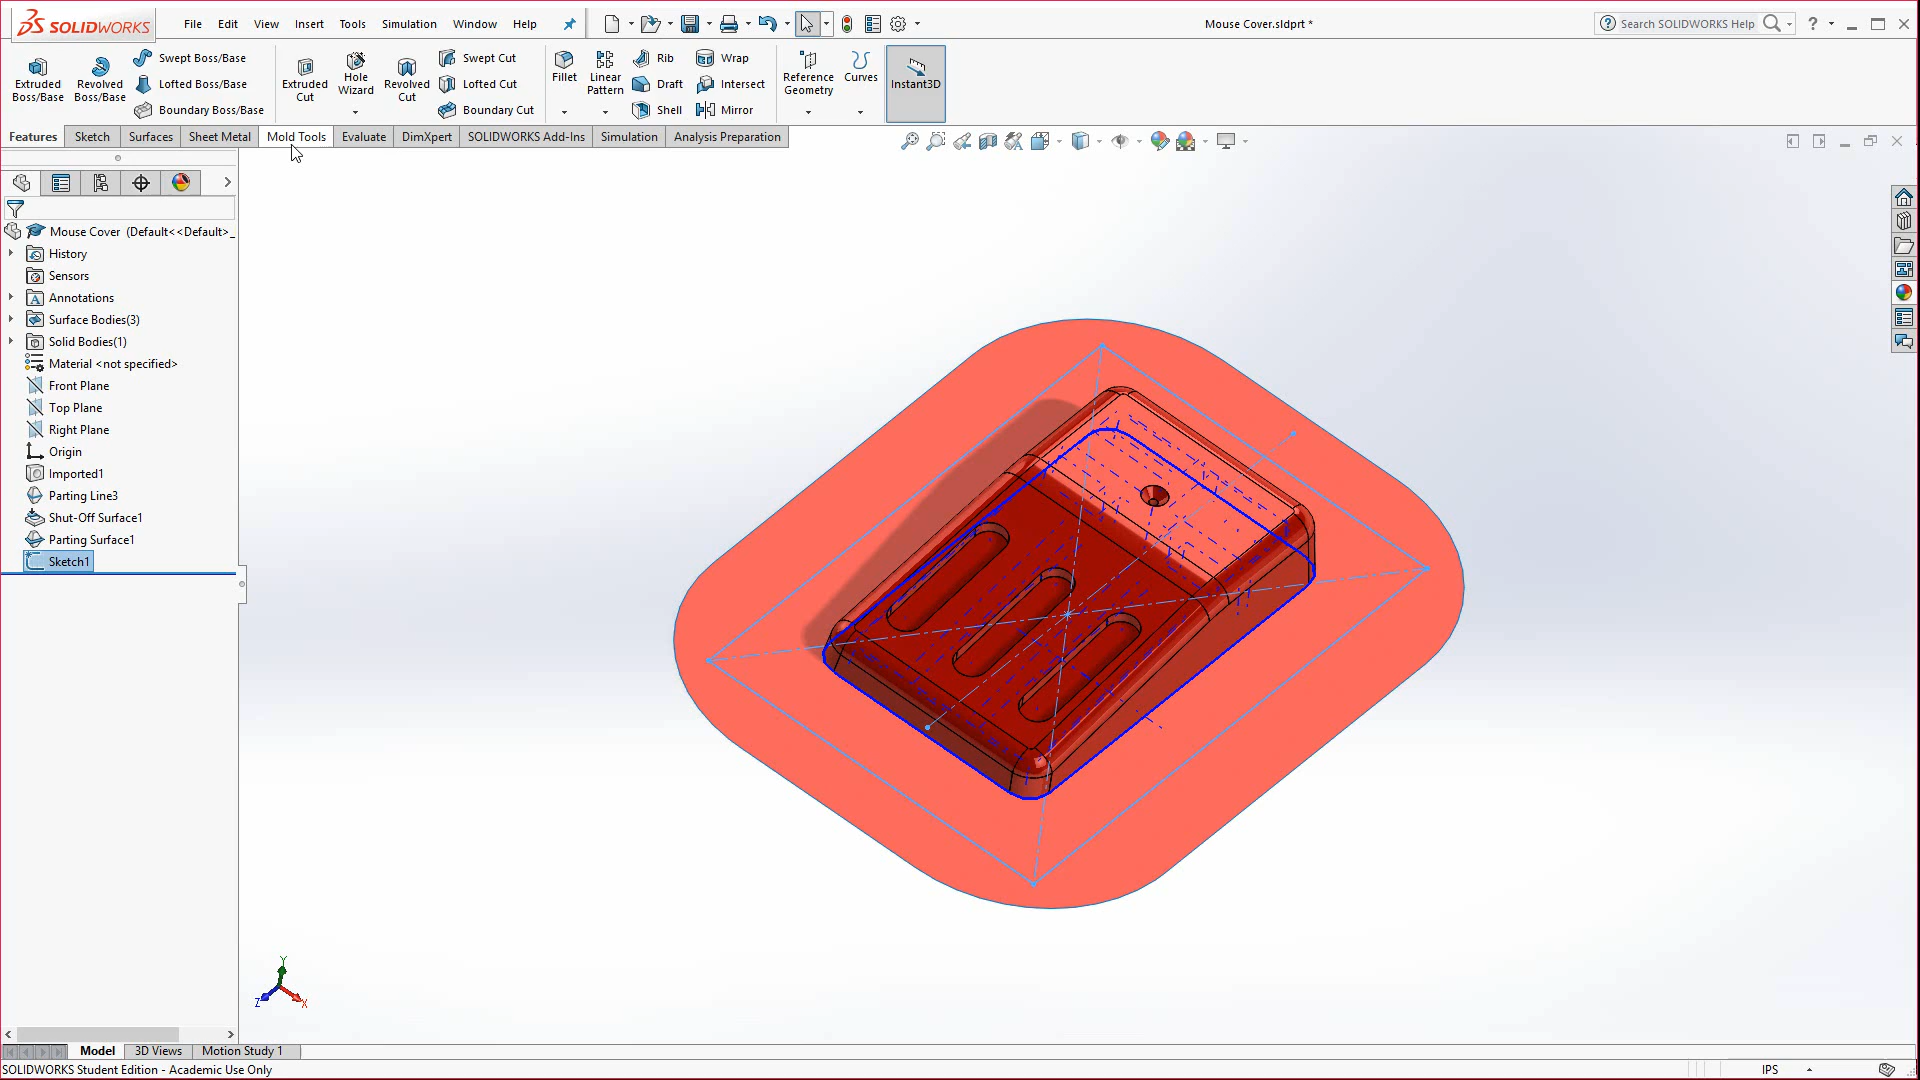 SOLIDWORKS File Edit View Insert Tools Simulation Window Help Mouse Cover.sldprt * Search SOLIDWORKS Help ?
Extruded Boss/Base
Revolved Boss/Base
Swept Boss/Base
Lofted Boss/Base
Boundary Boss/Base
Extruded Cut
Hole Wizard
Revolved Cut
Swept Cut
Lofted Cut
Boundary Cut
Fillet
Linear Pattern
Rib
Draft
Shell
Wrap
Intersect
Mirror
Reference Geometry
Curves
Instant3D
Features Sketch Surfaces Sheet Metal Mold Tools Evaluate DimXpert SOLIDWORKS Add-Ins Simulation Analysis Preparation
Mouse Cover (Default<<Default>_
History
Sensors
Annotations
Surface Bodies(3)
Solid Bodies(1)
Material <not specified>
Front Plane
Top Plane
Right Plane
Origin
Imported1
Parting Line3
Shut-Off Surface1
Parting Surface1
Sketch1
Y
Z
X
Model 3D Views Motion Study 1
SOLIDWORKS Student Edition - Academic Use Only IPS